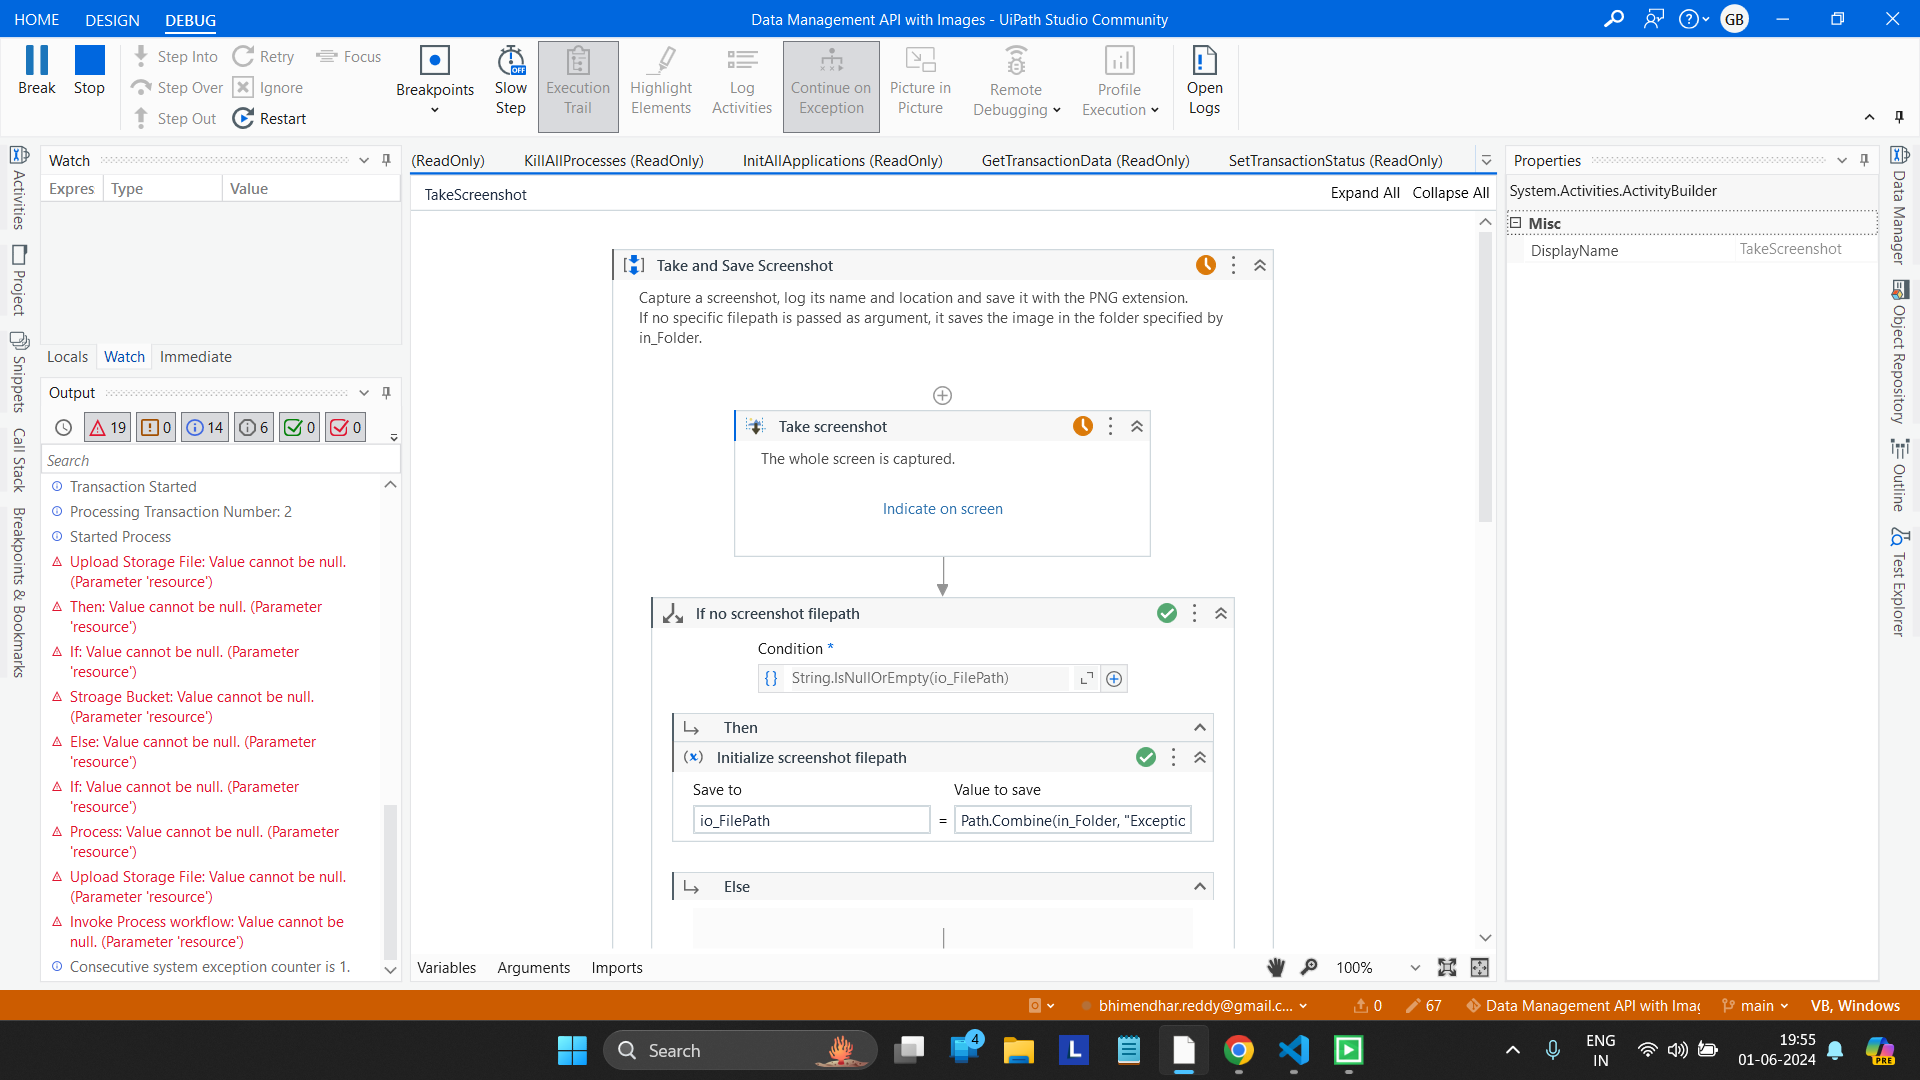 HOME DESIGN DEBUG
Data Management API with Images - UiPath Studio Community
GB
Break
Stop
Step Into
Step Over
Step Out
Retry
Ignore
Restart
Focus
Breakpoints
Slow
Step
OFF
Execution
Trail
Highlight
Elements
Log
Activities
Continue on
Exception
Picture in
Picture
Remote
Debugging
Profile
Execution
Open
Logs
Activities
Project
Snippets
Call Stack
Breakpoints & Bookmarks
Watch
Expres Type Value
Locals Watch Immediate
Output
19 0 14 6 0 0
Search
Transaction Started
Processing Transaction Number: 2
Started Process
Upload Storage File: Value cannot be null.
(Parameter 'resource')
Then: Value cannot be null. (Parameter
'resource')
If: Value cannot be null. (Parameter
'resource')
Stroage Bucket: Value cannot be null.
(Parameter 'resource')
Else: Value cannot be null. (Parameter
'resource')
If: Value cannot be null. (Parameter
'resource')
Process: Value cannot be null. (Parameter
'resource')
Upload Storage File: Value cannot be null.
(Parameter 'resource')
Invoke Process workflow: Value cannot be
null. (Parameter 'resource')
Consecutive system exception counter is 1.
(ReadOnly) KillAllProcesses (ReadOnly) InitAllApplications (ReadOnly) GetTransactionData (ReadOnly) SetTransactionStatus (ReadOnly)
TakeScreenshot
Expand All Collapse All
Take and Save Screenshot
Capture a screenshot, log its name and location and save it with the PNG extension.
If no specific filepath is passed as argument, it saves the image in the folder specified by
in_Folder.
Take screenshot
The whole screen is captured.
Indicate on screen
If no screenshot filepath
Condition *
String.IsNullOrEmpty(io_FilePath)
Then
Initialize screenshot filepath
Save to Value to save
io_FilePath = Path.Combine(in_Folder, "Exceptic
Else
Variables Arguments Imports
100%
Properties
System.Activities.ActivityBuilder
Misc
DisplayName TakeScreenshot
Data Manager
Object Repository
Outline
Test Explorer
bhimendhar.reddy@gmail.c... 0 67 Data Management API with Imag main VB, Windows
Search
4
L
ENG
IN
19:55
01-06-2024
PRE